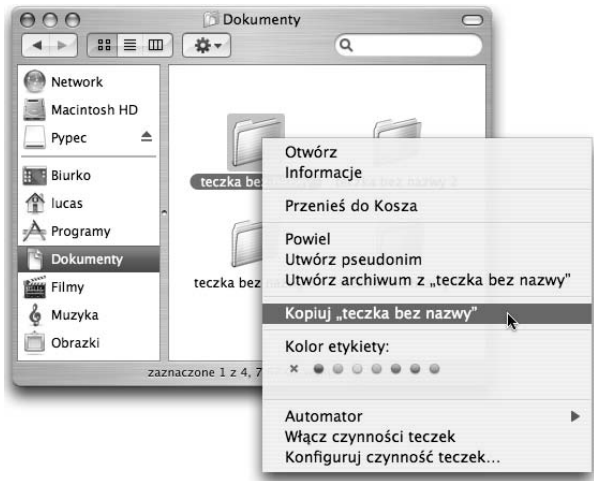 Dokumenty
Network
Macintosh HD
Pypec
Biurko
lucas
Programy
Dokumenty
Filmy
Muzyka
Obrazki
teczka
teczka bez nazwy 2
teczka bez
zaznaczone 1 z 4, 7
Otwórz
Informacje
Przenieś do Kosza
Powiel
Utwórz pseudonim
Utwórz archiwum z „teczka bez nazwy”
Kopiuj „teczka bez nazwy”
Kolor etykiety:
Automator
Włącz czynności teczek
Konfiguruj czynność teczek...